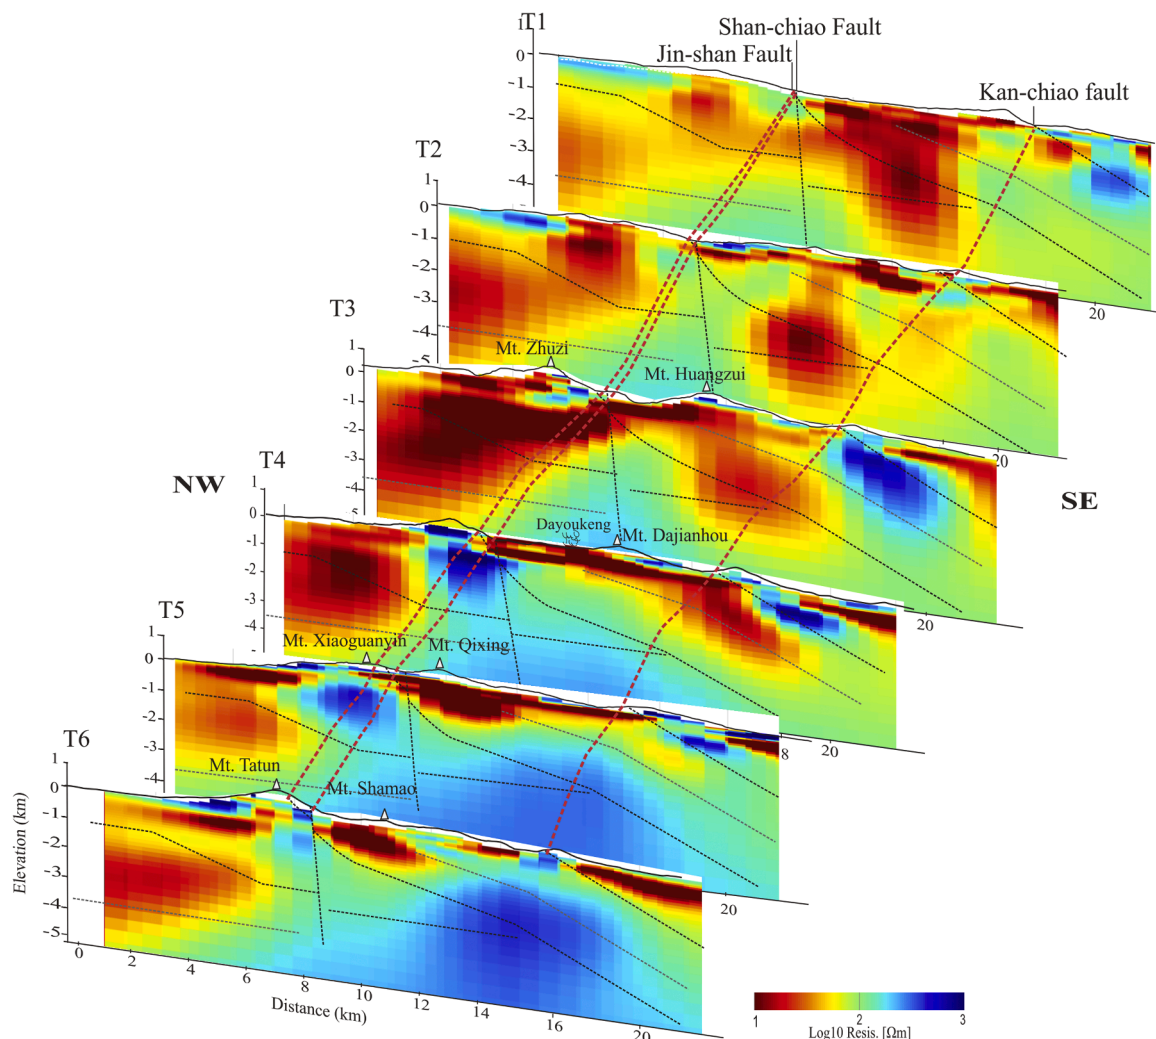 iT1
Shan-chiao Fault
Jin-shan Fault
Kan-chiao fault
0
-1
-2
-3
-4
20
T2
1
0
-1
-2
-3
-4
-5
20
T3
1
0
-1
-2
-3
-4
Mt. Zhuzi
Mt. Huangzui
20
NW
SE
T4
1
0
-1
-2
-3
-4
Dayoukeng
Mt. Dajianhou
20
T5
1
0
-1
-2
-3
-4
Mt. Xiaoguanyin
Mt. Qixing
8
20
T6
1
0
-1
-2
-3
-4
-5
Mt. Tatun
Mt. Shamao
Elevation (km)
0 2 4 6 8 10 12 14 16 20
Distance (km)
1 2 3
Log10 Resis. [Ωm]